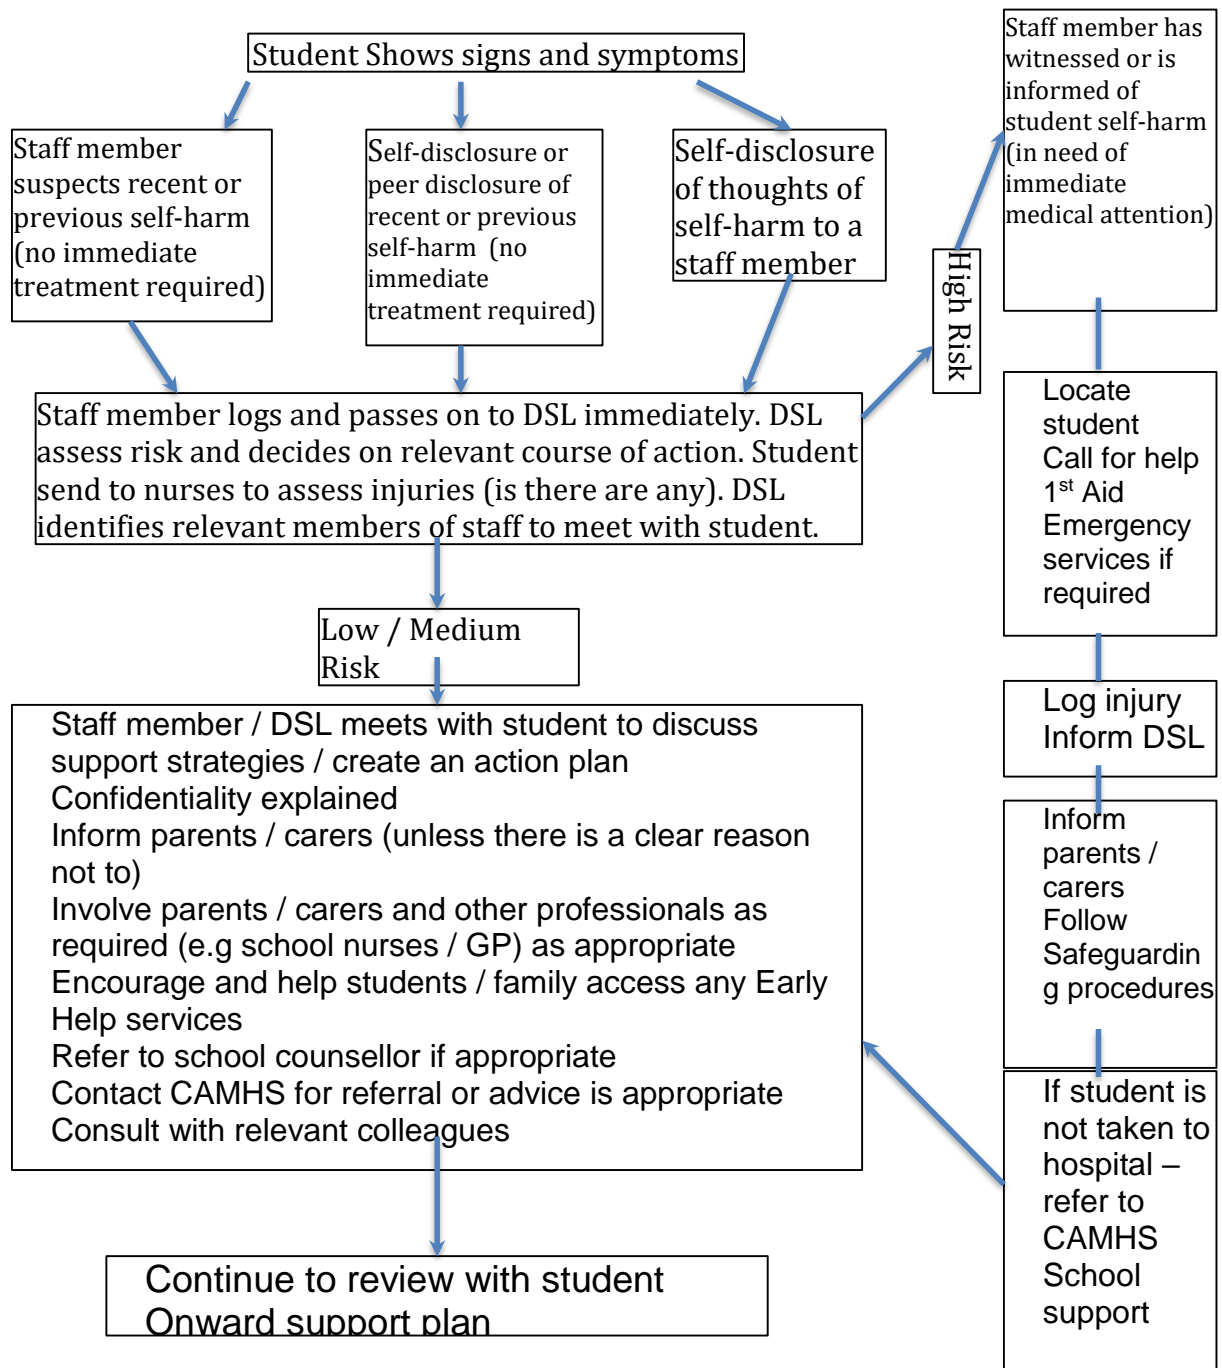 Student Shows signs and symptoms
Staff member
suspects recent or
previous self-harm
(no immediate
treatment required)
Self-disclosure or
peer disclosure of
recent or previous
self-harm (no
immediate
treatment required)
Self-disclosure
of thoughts of
self-harm to a
staff member
High Risk
Staff member has
witnessed or is
informed of
student self-harm
(in need of
immediate
medical attention)
Staff member logs and passes on to DSL immediately. DSL
assess risk and decides on relevant course of action. Student
send to nurses to assess injuries (is there are any). DSL
identifies relevant members of staff to meet with student.
Locate
student
Call for help
1st Aid
Emergency
services if
required
Low / Medium
Risk
Log injury
Inform DSL
Staff member / DSL meets with student to discuss
support strategies / create an action plan
Confidentiality explained
Inform parents / carers (unless there is a clear reason
not to)
Involve parents / carers and other professionals as
required (e.g school nurses / GP) as appropriate
Encourage and help students / family access any Early
Help services
Refer to school counsellor if appropriate
Contact CAMHS for referral or advice is appropriate
Consult with relevant colleagues
Inform
parents /
carers
Follow
Safeguardin
g procedures
If student is
not taken to
hospital –
refer to
CAMHS
School
support
Continue to review with student
Onward support plan